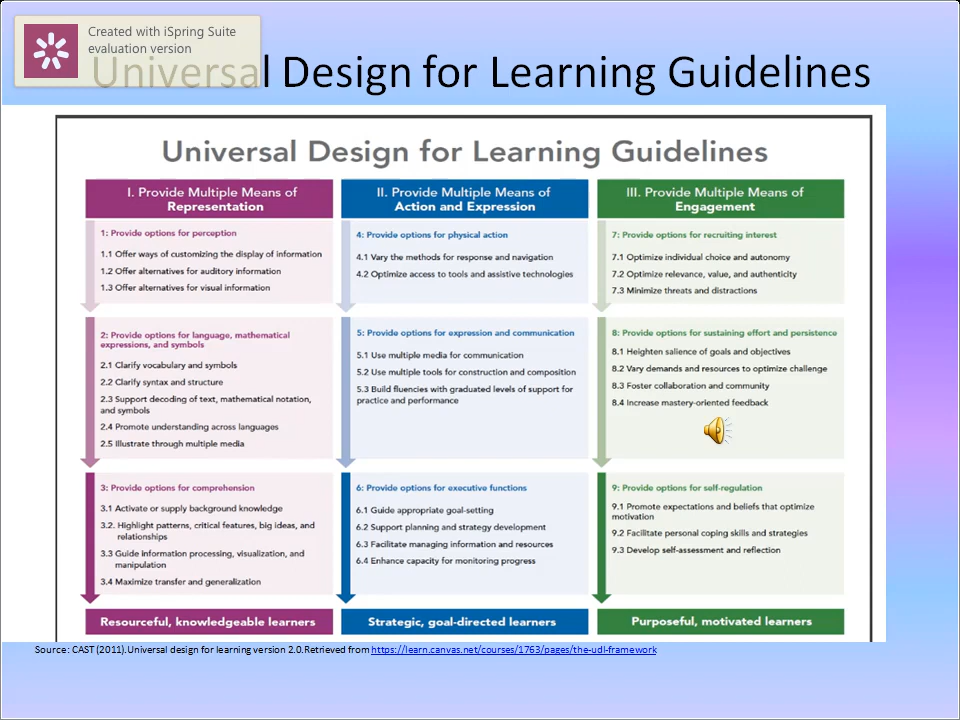 Created with iSpring Suite
evaluation version
Universal Design for Learning Guidelines
Universal Design for Learning Guidelines
I. Provide Multiple Means of
Representation
1: Provide options for perception
1.1 Offer ways of customizing the display of information
1.2 Offer alternatives for auditory information
1.3 Offer alternatives for visual information
2: Provide options for language, mathematical
expressions, and symbols
2.1 Clarify vocabulary and symbols
2.2 Clarify syntax and structure
2.3 Support decoding of text, mathematical notation,
and symbols
2.4 Promote understanding across languages
2.5 Illustrate through multiple media
3: Provide options for comprehension
3.1 Activate or supply background knowledge
3.2. Highlight patterns, critical features, big ideas, and
relationships
3.3 Guide information processing, visualization, and
manipulation
3.4 Maximize transfer and generalization
Resourceful, knowledgeable learners
II. Provide Multiple Means of
Action and Expression
4: Provide options for physical action
4.1 Vary the methods for response and navigation
4.2 Optimize access to tools and assistive technologies
5: Provide options for expression and communication
5.1 Use multiple media for communication
5.2 Use multiple tools for construction and composition
5.3 Build fluencies with graduated levels of support for
practice and performance
6: Provide options for executive functions
6.1 Guide appropriate goal-setting
6.2 Support planning and strategy development
6.3 Facilitate managing information and resources
6.4 Enhance capacity for monitoring progress
Strategic, goal-directed learners
III. Provide Multiple Means of
Engagement
7: Provide options for recruiting interest
7.1 Optimize individual choice and autonomy
7.2 Optimize relevance, value, and authenticity
7.3 Minimize threats and distractions
8: Provide options for sustaining effort and persistence
8.1 Heighten salience of goals and objectives
8.2 Vary demands and resources to optimize challenge
8.3 Foster collaboration and community
8.4 Increase mastery-oriented feedback
9: Provide options for self-regulation
9.1 Promote expectations and beliefs that optimize
motivation
9.2 Facilitate personal coping skills and strategies
9.3 Develop self-assessment and reflection
Purposeful, motivated learners
Source: CAST (2011).Universal design for learning version 2.0.Retrieved from https://learn.canvas.net/courses/1763/pages/the-udl-framework